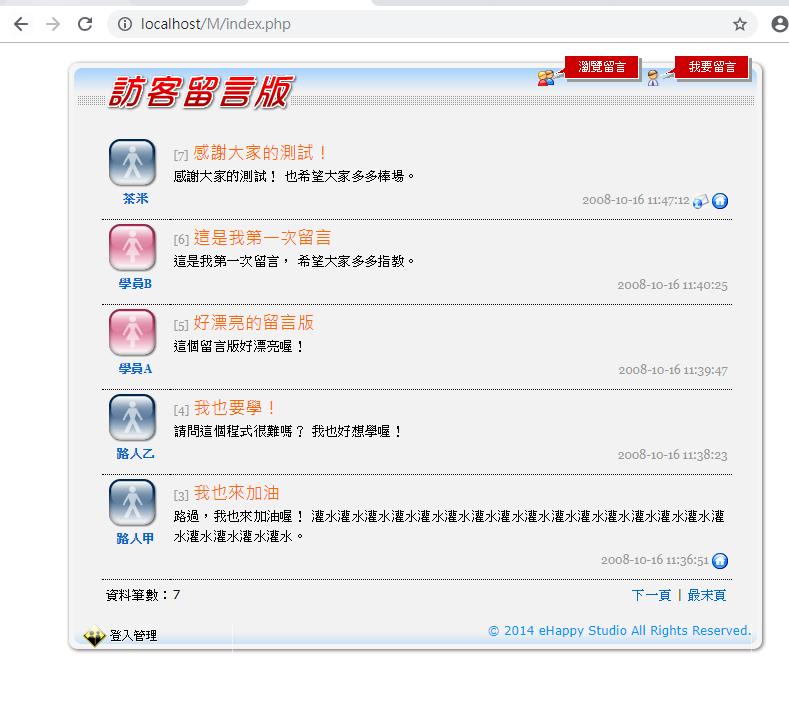 localhost/M/index.php
訪客留言版
瀏覽留言
我要留言
[7] 感謝大家的測試！
感謝大家的測試！ 也希望大家多多棒場。
茶米
2008-10-16 11:47:12
[6] 這是我第一次留言
這是我第一次留言， 希望大家多多指教。
學員B
2008-10-16 11:40:25
[5] 好漂亮的留言版
這個留言版好漂亮喔！
學員A
2008-10-16 11:39:47
[4] 我也要學！
請問這個程式很難嗎？ 我也好想學喔！
路人乙
2008-10-16 11:38:23
[3] 我也來加油
路過，我也來加油喔！ 灌水灌水灌水灌水灌水灌水灌水灌水灌水灌水灌水灌水灌水灌水灌水灌
水灌水灌水灌水灌水。
路人甲
2008-10-16 11:36:51
資料筆數：7
下一頁 | 最末頁
登入管理
© 2014 eHappy Studio All Rights Reserved.